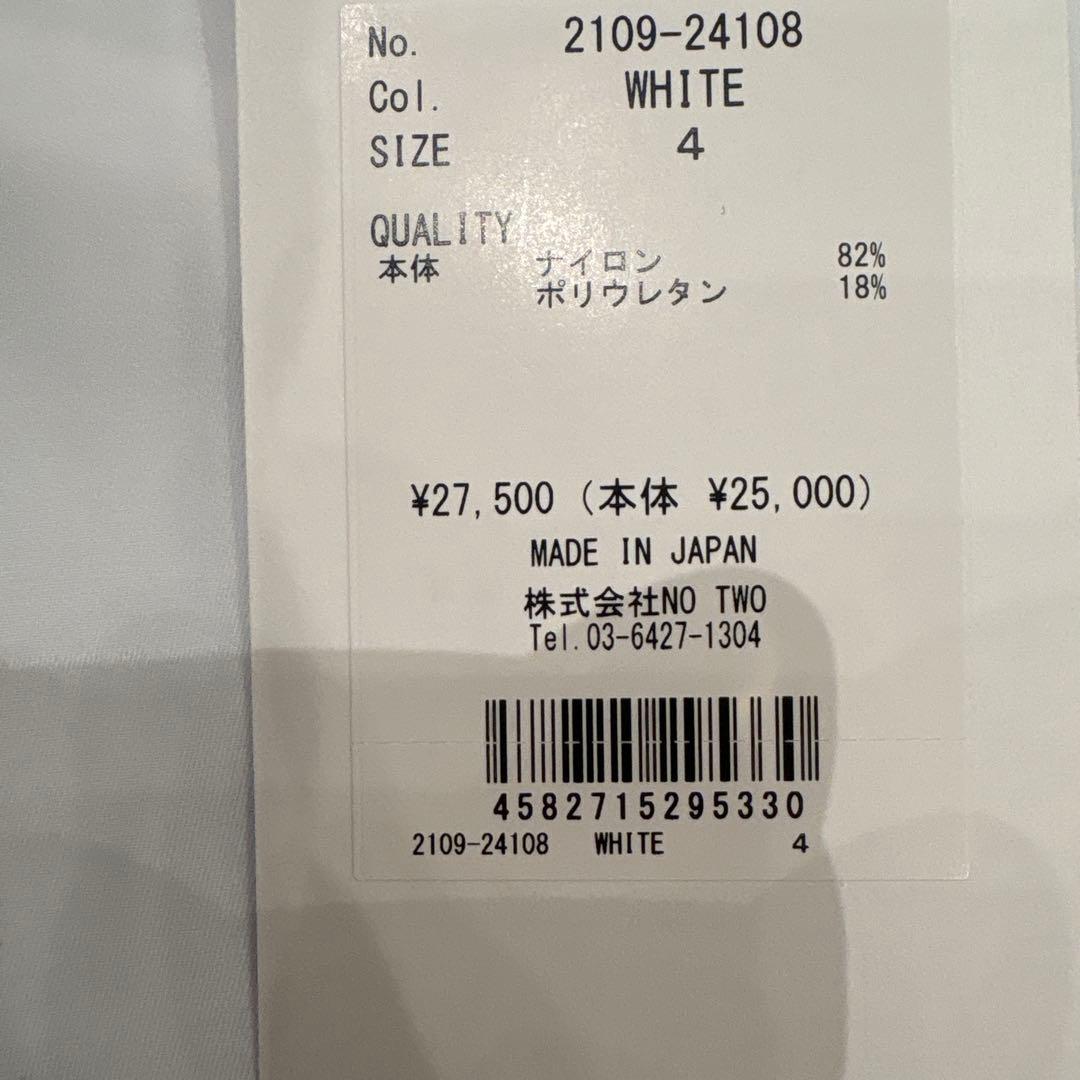 No. 2109-24108
Col. WHITE
SIZE 4
QUALITY
本体 ナイロン 82%
ポリウレタン 18%
¥27,500 (本体 ¥25,000)
MADE IN JAPAN
株式会社NO TWO
Tel.03-6427-1304
4582715295330
2109-24108 WHITE 4